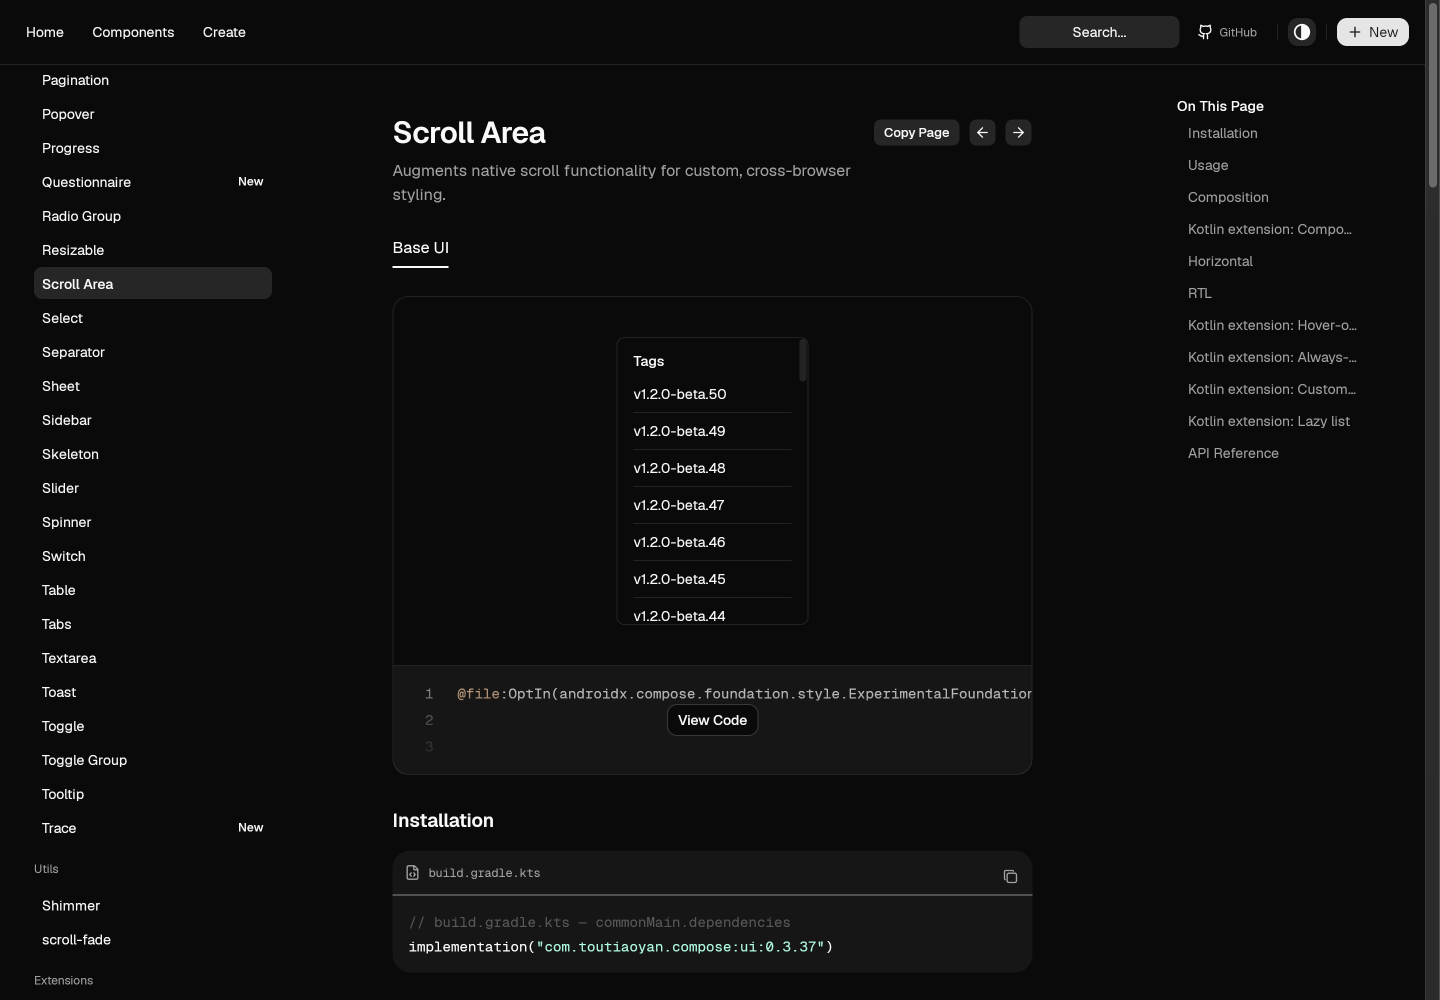 Home
Components
Create
Search...
GitHub
New
Pagination
Popover
Progress
Questionnaire New
Radio Group
Resizable
Scroll Area
Select
Separator
Sheet
Sidebar
Skeleton
Slider
Spinner
Switch
Table
Tabs
Textarea
Toast
Toggle
Toggle Group
Tooltip
Trace New
Utils
Shimmer
scroll-fade
Extensions
Scroll Area
Copy Page
Augments native scroll functionality for custom, cross-browser
styling.
Base UI
Tags
v1.2.0-beta.50
v1.2.0-beta.49
v1.2.0-beta.48
v1.2.0-beta.47
v1.2.0-beta.46
v1.2.0-beta.45
v1.2.0-beta.44
1 @file:OptIn(androidx.compose.foundation.style.ExperimentalFoundation
2
View Code
3
Installation
build.gradle.kts
// build.gradle.kts — commonMain.dependencies
implementation("com.toutiaoyan.compose:ui:0.3.37")
On This Page
Installation
Usage
Composition
Kotlin extension: Compo...
Horizontal
RTL
Kotlin extension: Hover-o...
Kotlin extension: Always-...
Kotlin extension: Custom...
Kotlin extension: Lazy list
API Reference